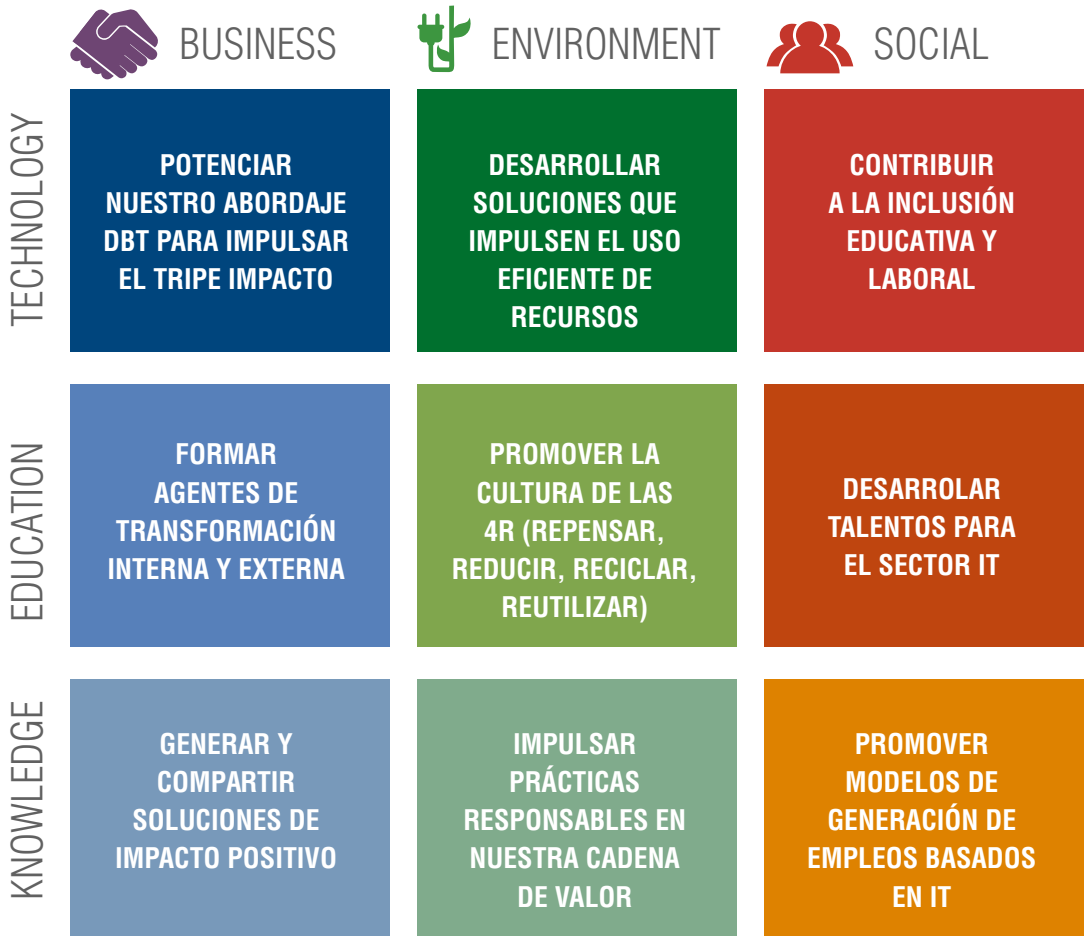 BUSINESS
ENVIRONMENT
SOCIAL
TECHNOLOGY
POTENCIAR
NUESTRO ABORDAJE
DBT PARA IMPULSAR
EL TRIPE IMPACTO
DESARROLLAR
SOLUCIONES QUE
IMPULSEN EL USO
EFICIENTE DE
RECURSOS
CONTRIBUIR
A LA INCLUSIÓN
EDUCATIVA Y
LABORAL
EDUCATION
FORMAR
AGENTES DE
TRANSFORMACIÓN
INTERNA Y EXTERNA
PROMOVER LA
CULTURA DE LAS
4R (REPENSAR,
REDUCIR, RECICLAR,
REUTILIZAR)
DESARROLAR
TALENTOS PARA
EL SECTOR IT
KNOWLEDGE
GENERAR Y
COMPARTIR
SOLUCIONES DE
IMPACTO POSITIVO
IMPULSAR
PRÁCTICAS
RESPONSABLES EN
NUESTRA CADENA
DE VALOR
PROMOVER
MODELOS DE
GENERACIÓN DE
EMPLEOS BASADOS
EN IT